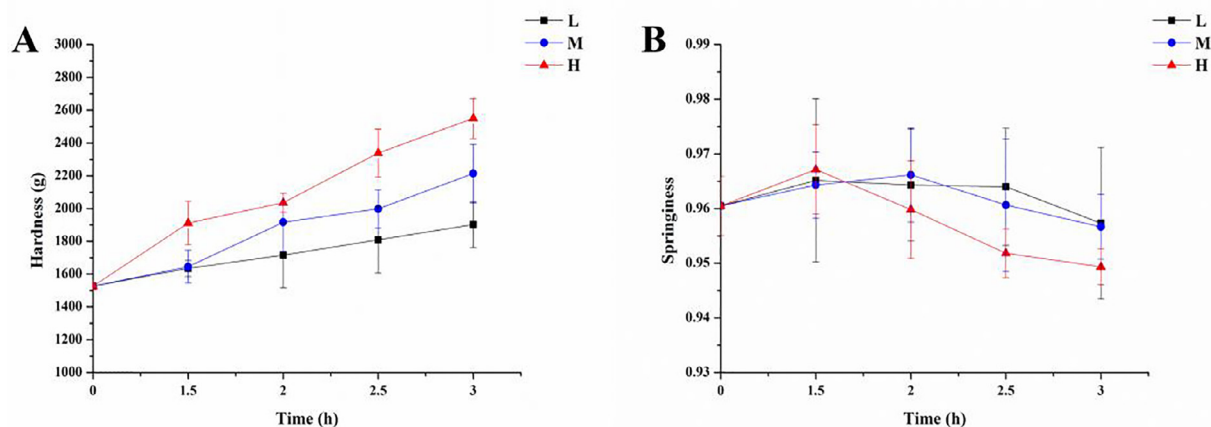 A
Hardness (g)
3000
2800
2600
2400
2200
2000
1800
1600
1400
1200
1000
0
1.5
2
2.5
3
Time (h)
L
M
H
B
Springiness
0.99
0.98
0.97
0.96
0.95
0.94
0.93
0
1.5
2
2.5
3
Time (h)
L
M
H